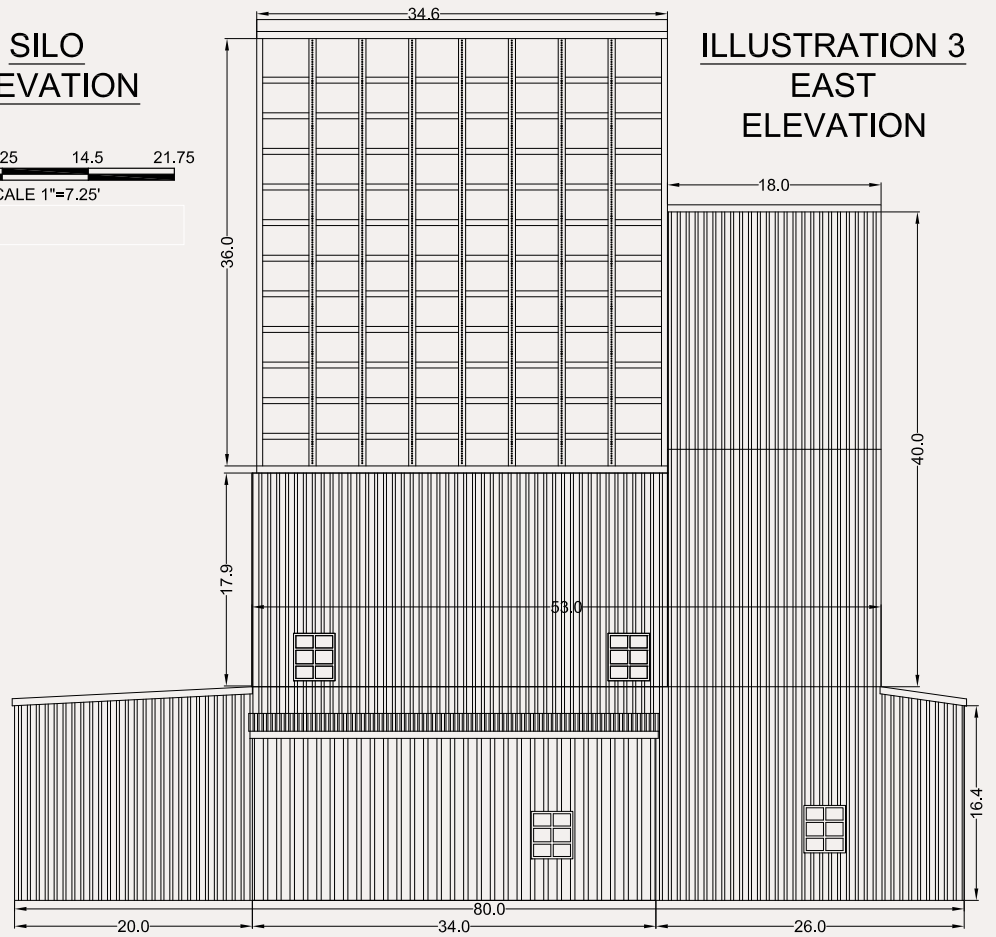 SILO
EVATION
25 14.5 21.75
CALE 1"=7.25'
ILLUSTRATION 3
EAST
ELEVATION
34.6
18.0
36.0
40.0
17.9
53.0
16.4
80.0
20.0 34.0 26.0